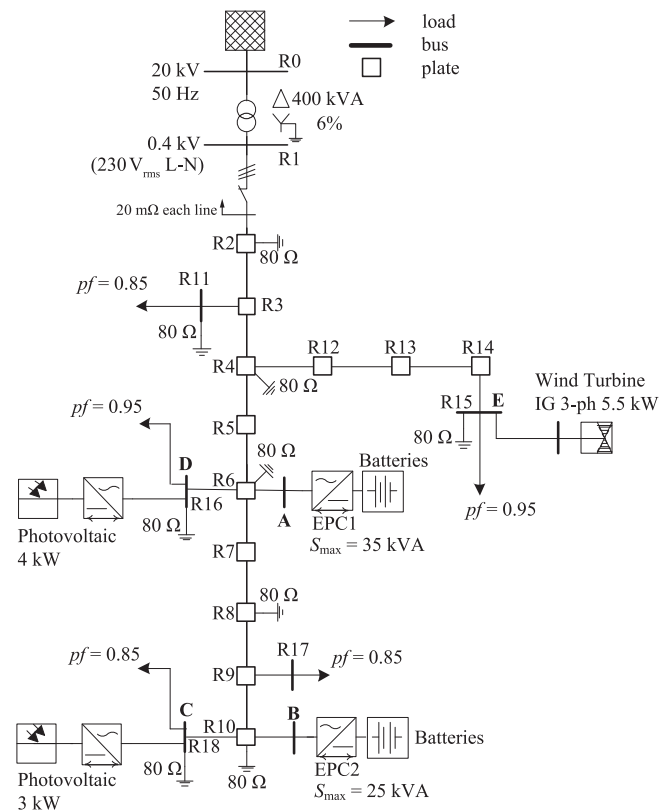 load
bus
plate
R0
20 kV
50 Hz
400 kVA
6%
0.4 kV
(230 Vrms L-N)
R1
20 mΩ each line
R2
80 Ω
R11
pf = 0.85
R3
80 Ω
R4
80 Ω
R12
R13
R14
Wind Turbine
IG 3-ph 5.5 kW
R15
E
80 Ω
pf = 0.95
R5
pf = 0.95
80 Ω
D
R6
Batteries
R16
A
EPC1
Smax = 35 kVA
80 Ω
Photovoltaic
4 kW
R7
R8
80 Ω
R17
pf = 0.85
R9
pf = 0.85
C
R10
B
R18
Batteries
EPC2
Smax = 25 kVA
80 Ω
80 Ω
Photovoltaic
3 kW